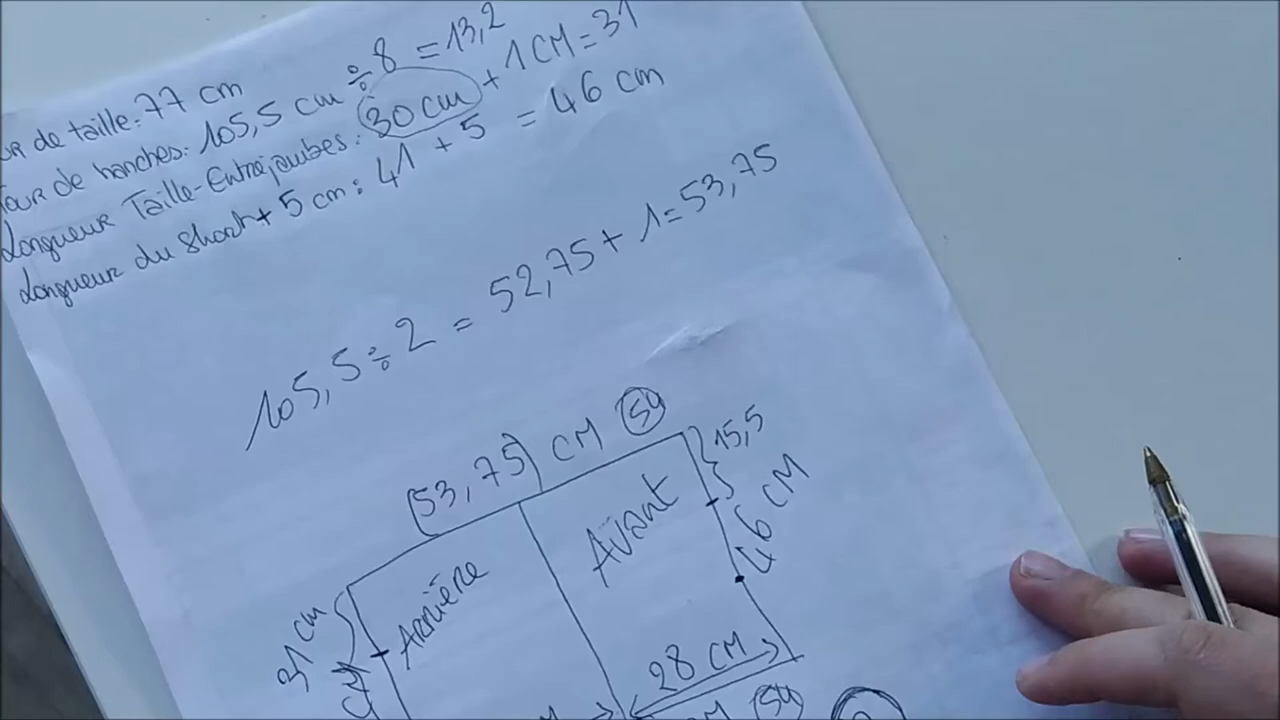 de taille: 77 cm
Tour de hanches: 105,5 cm ÷ 8 = 13,2
Longueur Taille-Entrejambes: 30 cm + 1 CM = 31
Longueur du Short + 5 cm: 41 + 5 = 46 cm
105,5 ÷ 2 = 52,75 + 1 = 53,75
(53,75) CM 54
15,5
Arrière
Avant
46 CM
31 cm
28 CM
54